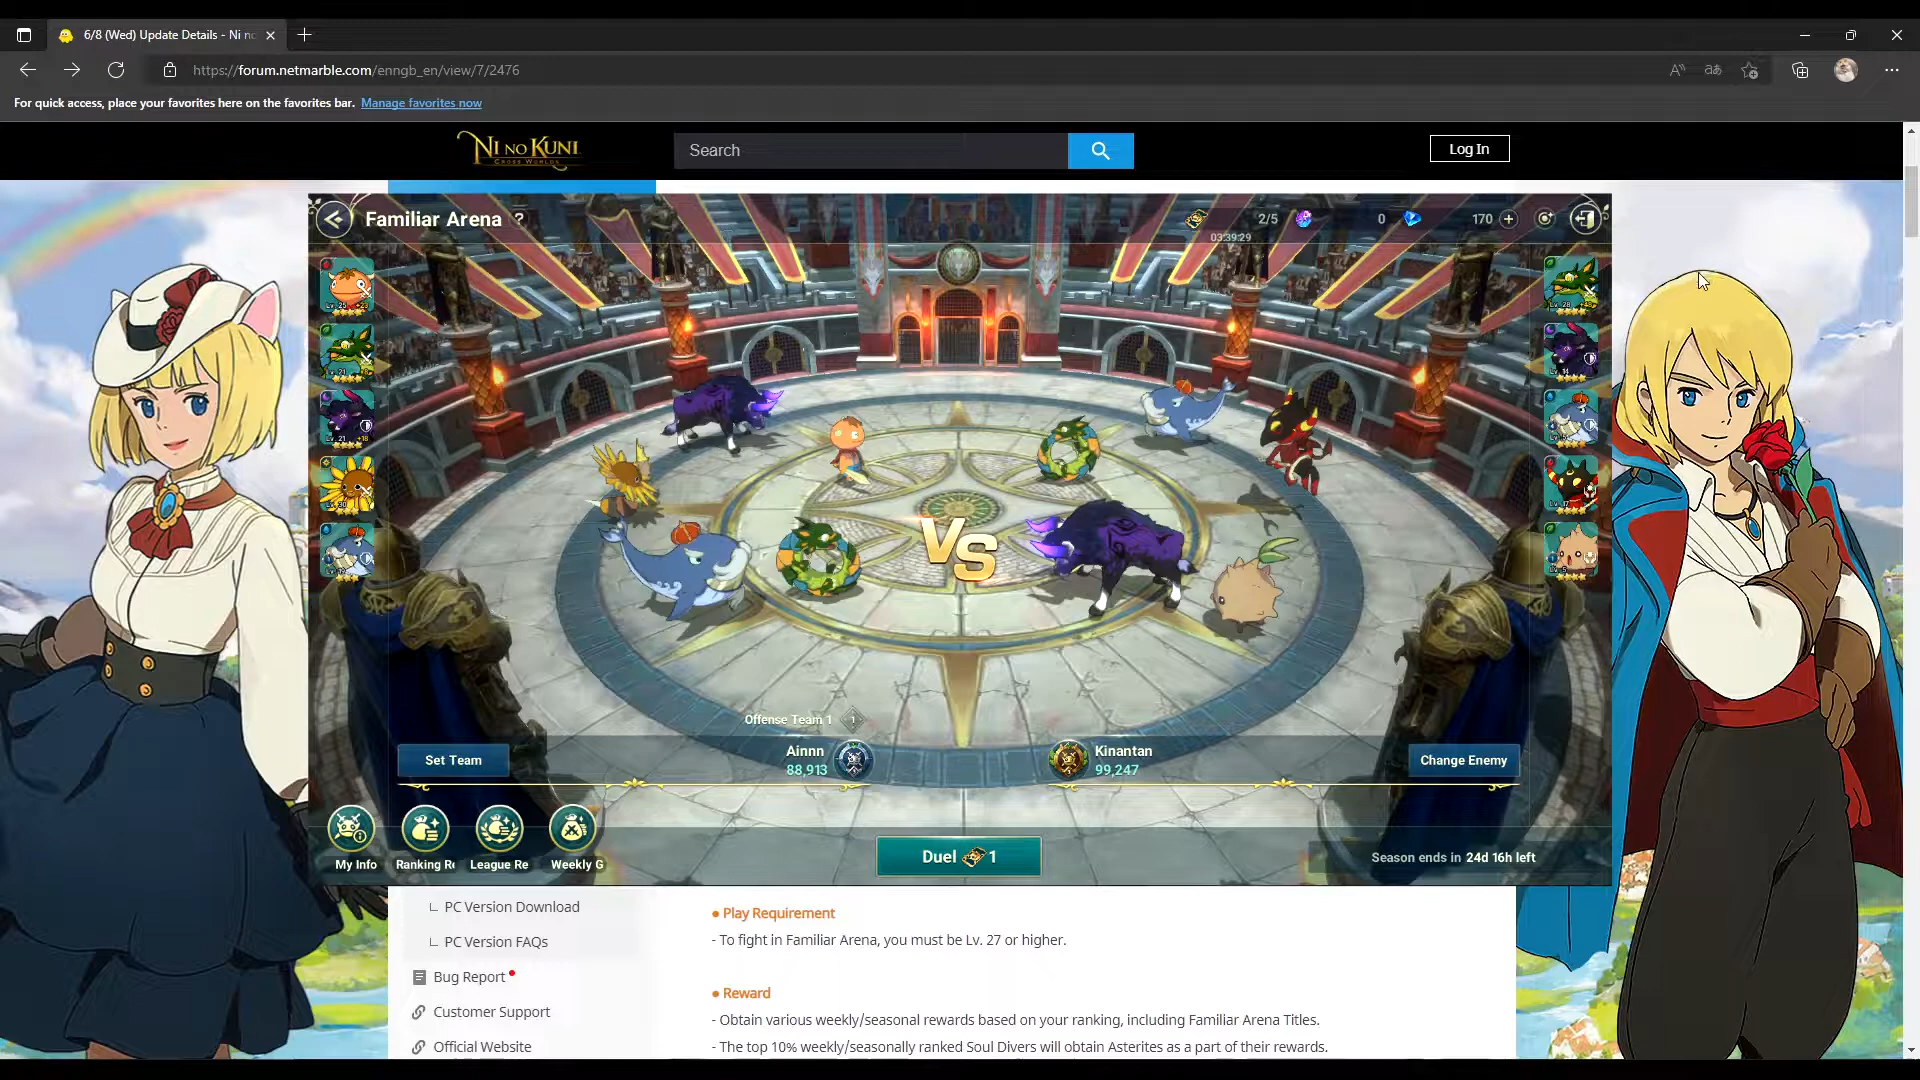 6/8 (Wed) Update Details - Ni no
https://forum.netmarble.com/enngb_en/view/7/2476
For quick access, place your favorites here on the favorites bar. Manage favorites now
NI NO KUNI
CROSS WORLDS
Search
Log In
Familiar Arena ?
2/5
0
170
03:39:29
VS
Offense Team 1 1
Set Team
Ainnn
88,913
Kinantan
99,247
Change Enemy
My Info
Ranking Re
League Re
Weekly G
Duel 1
Season ends in 24d 16h left
PC Version Download
PC Version FAQs
Bug Report
Customer Support
Official Website
● Play Requirement
- To fight in Familiar Arena, you must be Lv. 27 or higher.
● Reward
- Obtain various weekly/seasonal rewards based on your ranking, including Familiar Arena Titles.
- The top 10% weekly/seasonally ranked Soul Divers will obtain Asterites as a part of their rewards.